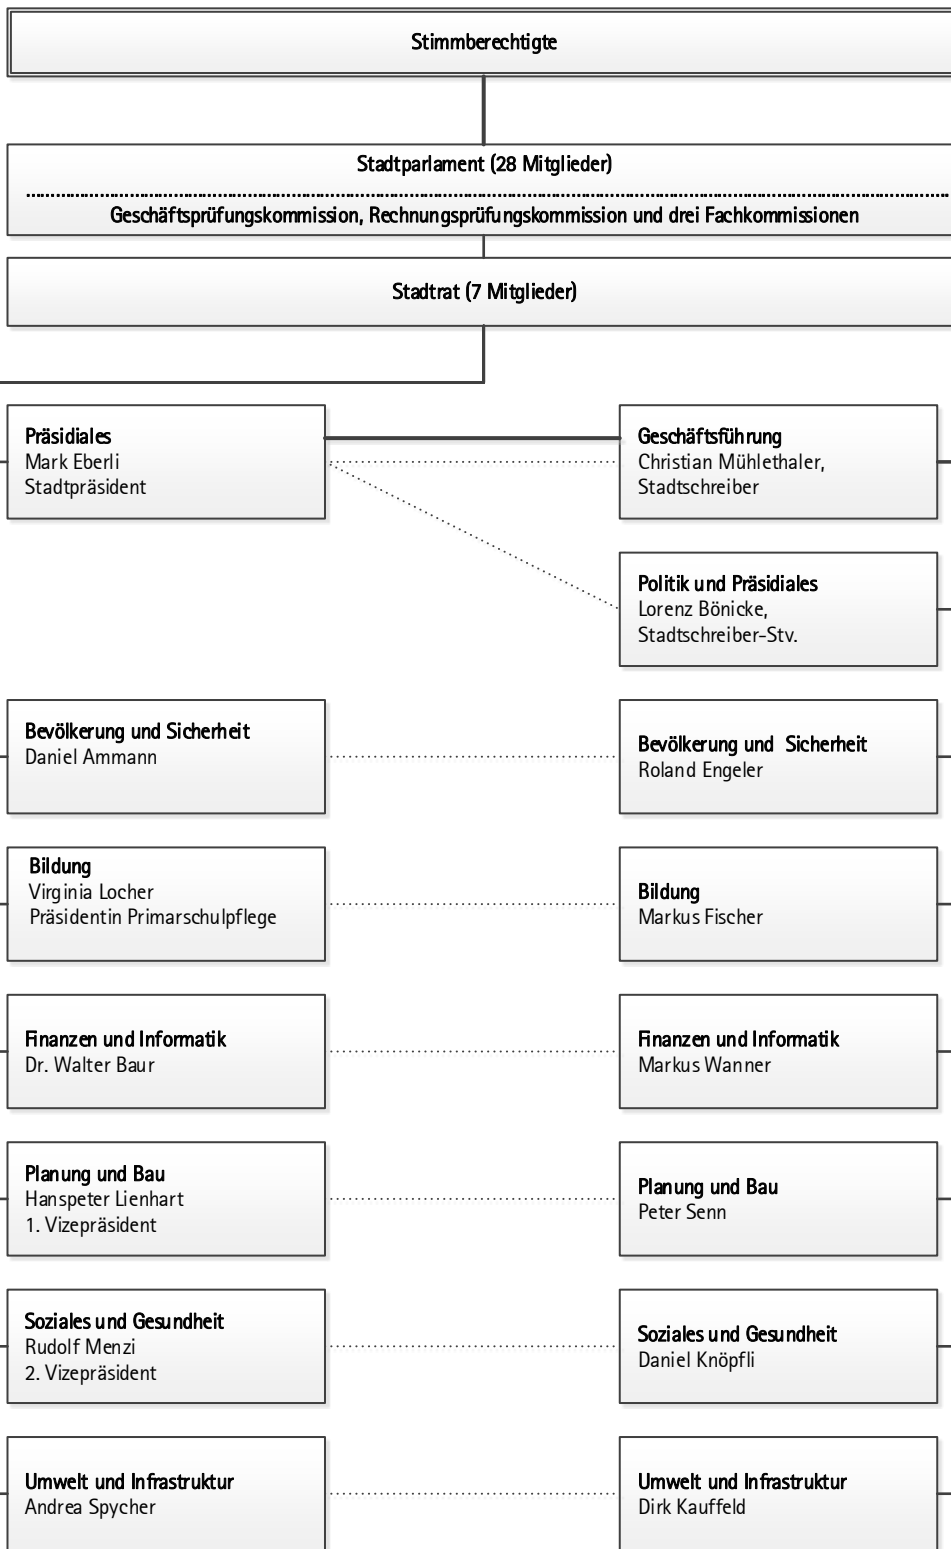 Stimmberechtigte
Stadtparlament (28 Mitglieder)
Geschäftsprüfungskommission, Rechnungsprüfungskommission und drei Fachkommissionen
Stadtrat (7 Mitglieder)
Präsidiales
Mark Eberli
Stadtpräsident
Geschäftsführung
Christian Mühlethaler,
Stadtschreiber
Politik und Präsidiales
Lorenz Bönicke,
Stadtschreiber-Stv.
Bevölkerung und Sicherheit
Daniel Ammann
Bevölkerung und Sicherheit
Roland Engeler
Bildung
Virginia Locher
Präsidentin Primarschulpflege
Bildung
Markus Fischer
Finanzen und Informatik
Dr. Walter Baur
Finanzen und Informatik
Markus Wanner
Planung und Bau
Hanspeter Lienhart
1. Vizepräsident
Planung und Bau
Peter Senn
Soziales und Gesundheit
Rudolf Menzi
2. Vizepräsident
Soziales und Gesundheit
Daniel Knöpfli
Umwelt und Infrastruktur
Andrea Spycher
Umwelt und Infrastruktur
Dirk Kauffeld